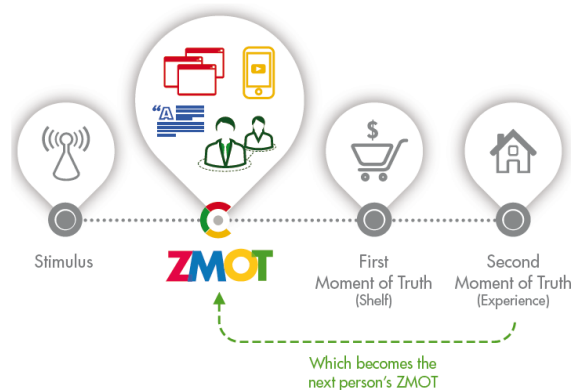 “A
$
Stimulus
ZMOT
First
Moment of Truth
(Shelf)
Second
Moment of Truth
(Experience)
Which becomes the
next person's ZMOT